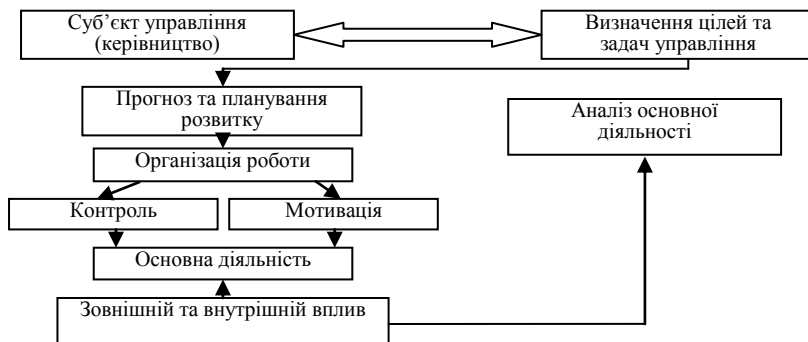 Суб’єкт управління
(керівництво)
Визначення цілей та
задач управління
Прогноз та планування
розвитку
Аналіз основної
діяльності
Організація роботи
Контроль
Мотивація
Основна діяльність
Зовнішній та внутрішній вплив